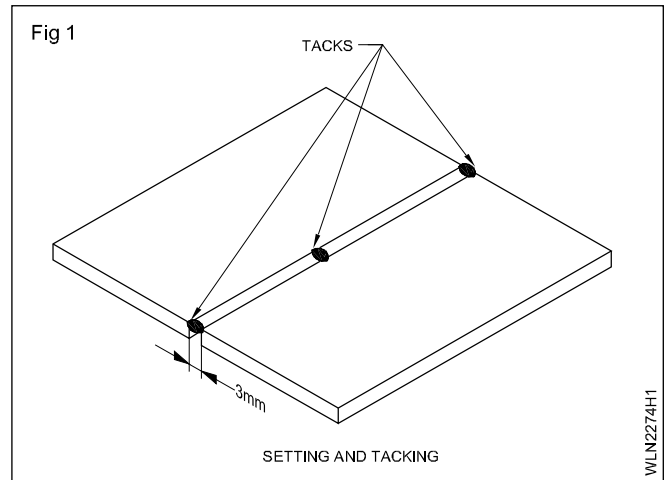 Fig 1
TACKS
3mm
SETTING AND TACKING
WLN2274H1